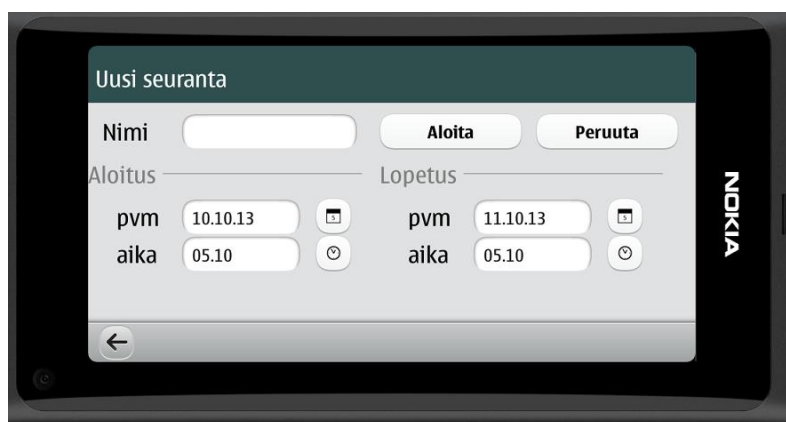 Uusi seuranta
Nimi Aloita Peruuta
Aloitus Lopetus
pvm 10.10.13 pvm 11.10.13
aika 05.10 aika 05.10
NOKIA